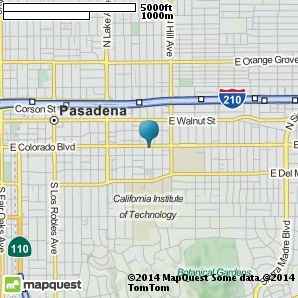 5000ft
1000m
N Lake A
Hill Ave
E Orange Grove
210
Corson St
Pasadena
E Walnut St
E Colorado Blvd
E Del M
S Fair Oaks Ave
S Los Robles Ave
California Institute
of Technology
N S
ra Madre Blvd
110
Botanical Gardens
mapquest
©2014 MapQuest Some data ©2014
TomTom